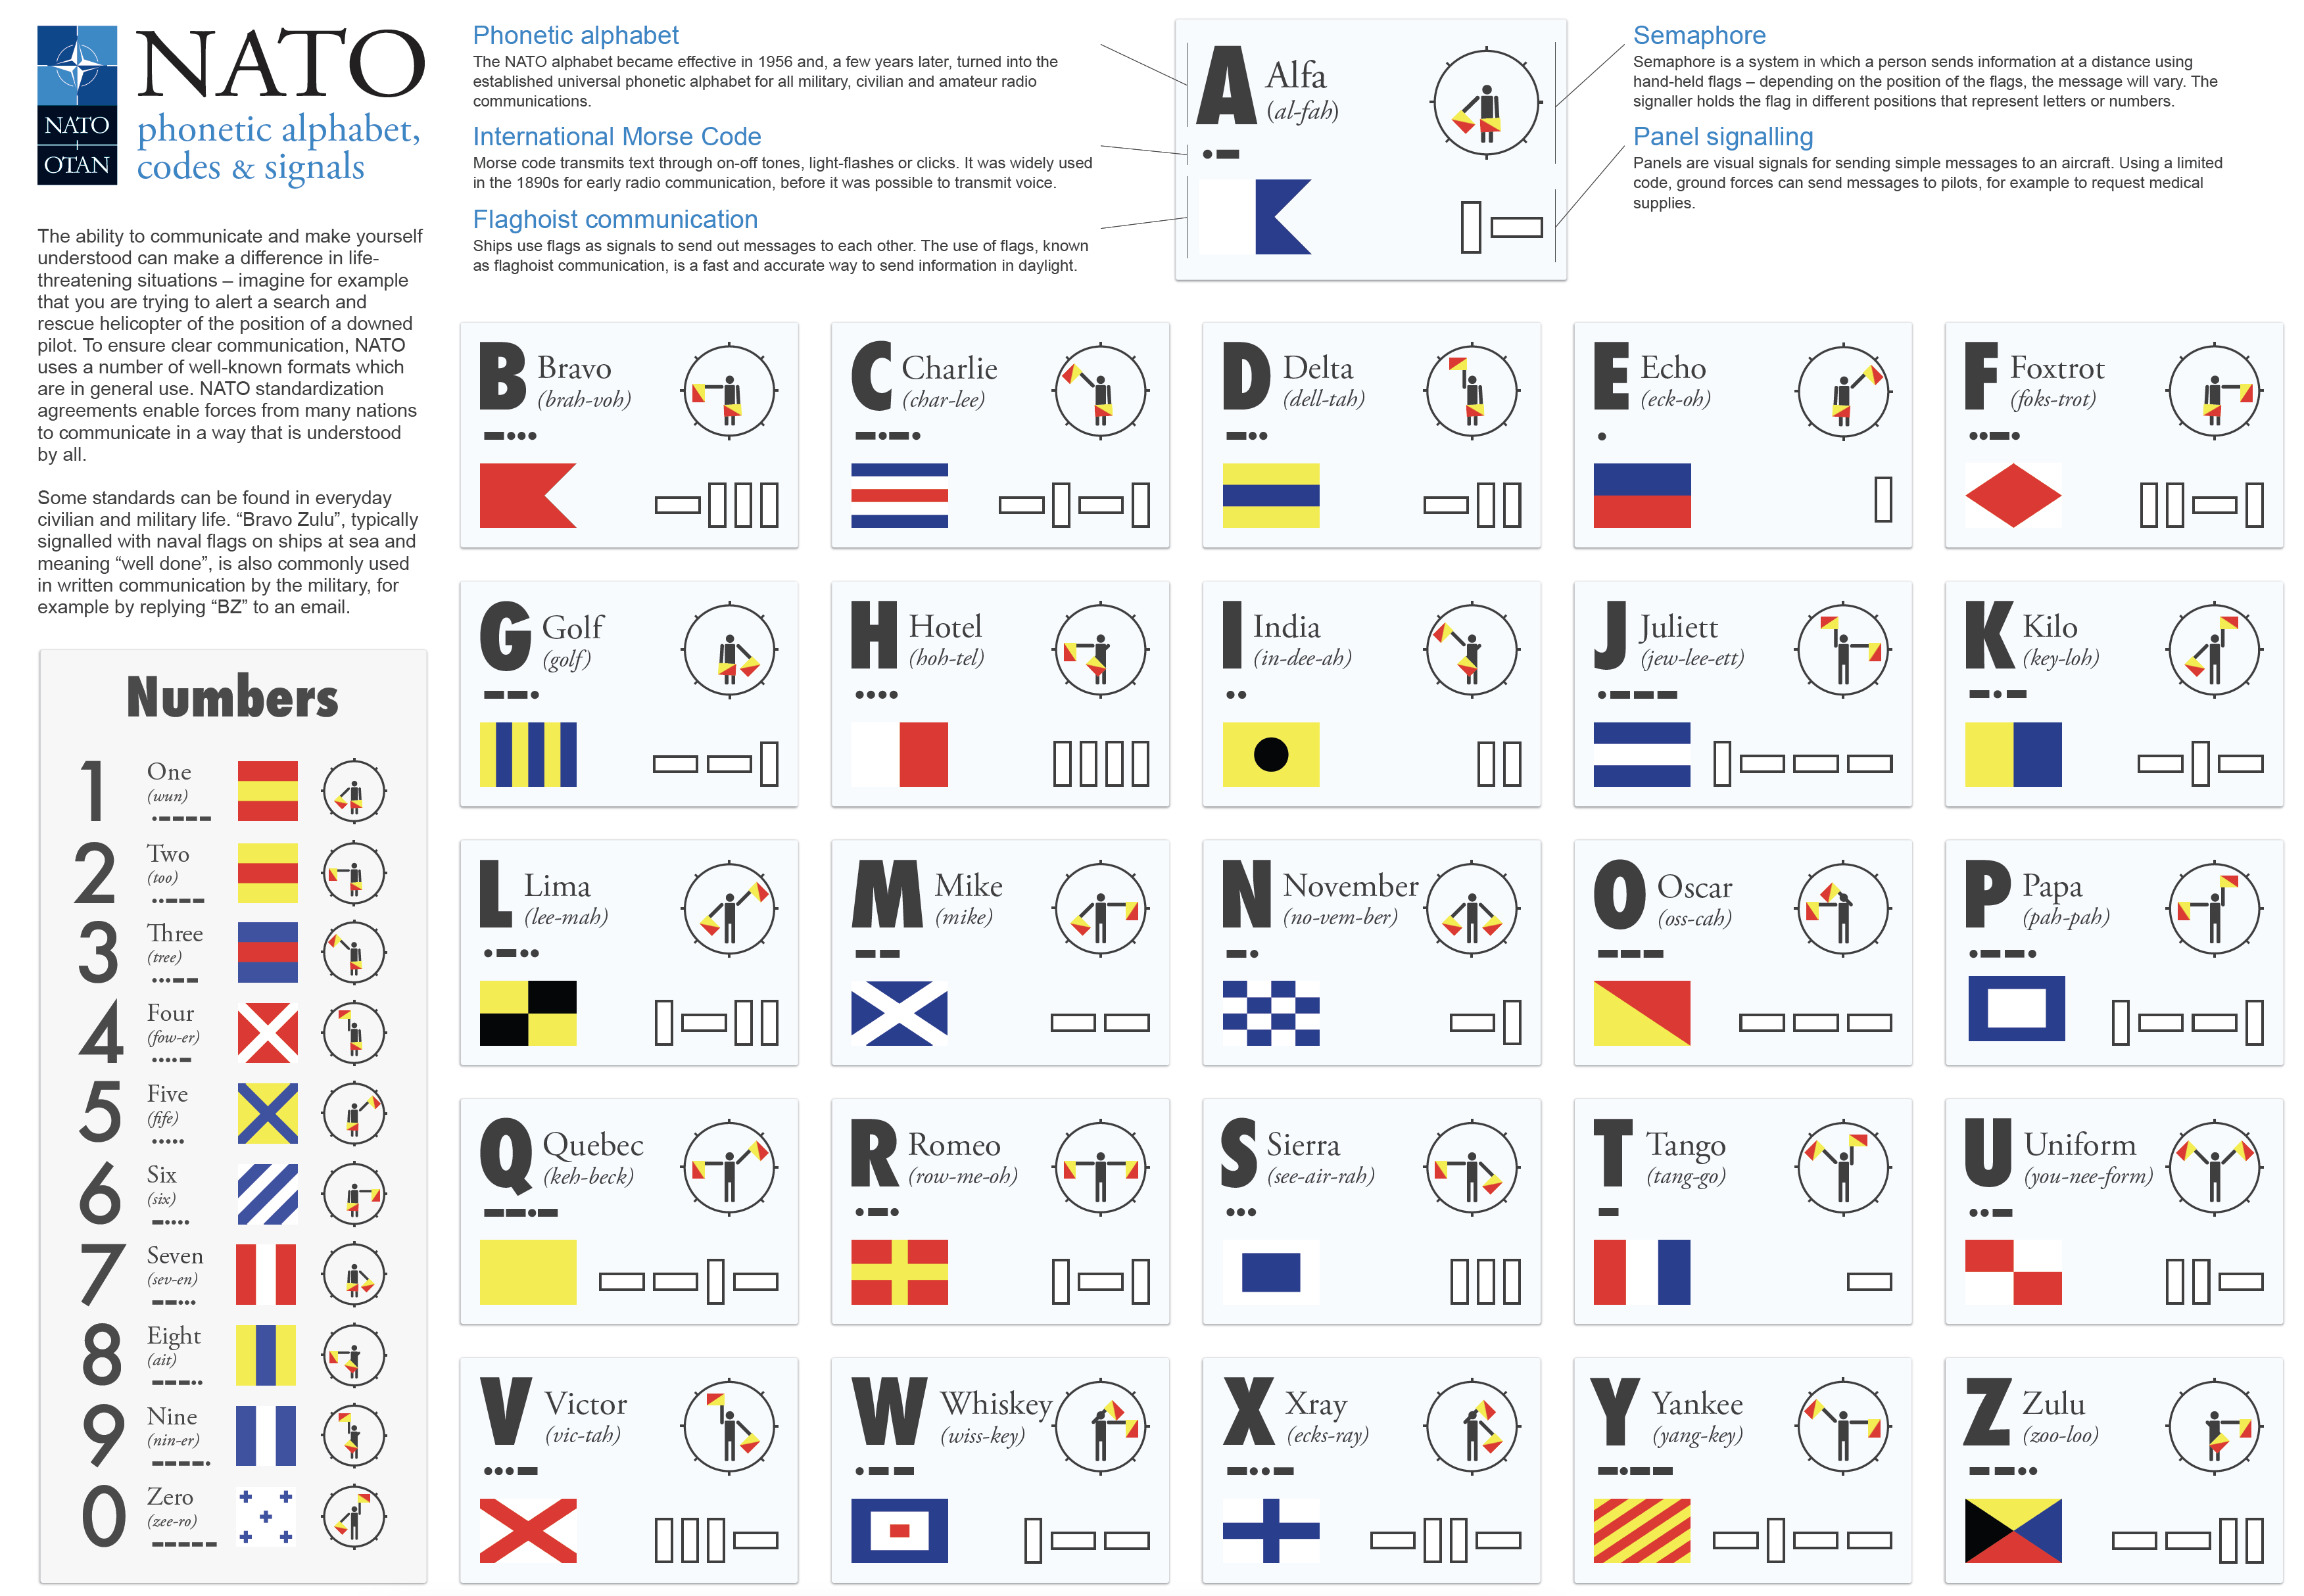 NATO
OTAN
NATO
phonetic alphabet,
codes & signals
The ability to communicate and make yourself
understood can make a difference in life-
threatening situations – imagine for example
that you are trying to alert a search and
rescue helicopter of the position of a downed
pilot. To ensure clear communication, NATO
uses a number of well-known formats which
are in general use. NATO standardization
agreements enable forces from many nations
to communicate in a way that is understood
by all.
Some standards can be found in everyday
civilian and military life. “Bravo Zulu”, typically
signalled with naval flags on ships at sea and
meaning “well done”, is also commonly used
in written communication by the military, for
example by replying “BZ” to an email.
Phonetic alphabet
The NATO alphabet became effective in 1956 and, a few years later, turned into the
established universal phonetic alphabet for all military, civilian and amateur radio
communications.
International Morse Code
Morse code transmits text through on-off tones, light-flashes or clicks. It was widely used
in the 1890s for early radio communication, before it was possible to transmit voice.
Flaghoist communication
Ships use flags as signals to send out messages to each other. The use of flags, known
as flaghoist communication, is a fast and accurate way to send information in daylight.
A Alfa
(al-fah)
Semaphore
Semaphore is a system in which a person sends information at a distance using
hand-held flags – depending on the position of the flags, the message will vary. The
signaller holds the flag in different positions that represent letters or numbers.
Panel signalling
Panels are visual signals for sending simple messages to an aircraft. Using a limited
code, ground forces can send messages to pilots, for example to request medical
supplies.
B Bravo
(brah-voh)
C Charlie
(char-lee)
D Delta
(dell-tah)
E Echo
(eck-oh)
F Foxtrot
(foks-trot)
G Golf
(golf)
H Hotel
(hoh-tel)
I India
(in-dee-ah)
J Juliett
(jew-lee-ett)
K Kilo
(key-loh)
L Lima
(lee-mah)
M Mike
(mike)
N November
(no-vem-ber)
O Oscar
(oss-cah)
P Papa
(pah-pah)
Q Quebec
(keh-beck)
R Romeo
(row-me-oh)
S Sierra
(see-air-rah)
T Tango
(tang-go)
U Uniform
(you-nee-form)
V Victor
(vic-tah)
W Whiskey
(wiss-key)
X Xray
(ecks-ray)
Y Yankee
(yang-key)
Z Zulu
(zoo-loo)
Numbers
1 One
(wun)
2 Two
(too)
3 Three
(tree)
4 Four
(fow-er)
5 Five
(fife)
6 Six
(six)
7 Seven
(sev-en)
8 Eight
(ait)
9 Nine
(nin-er)
0 Zero
(zee-ro)